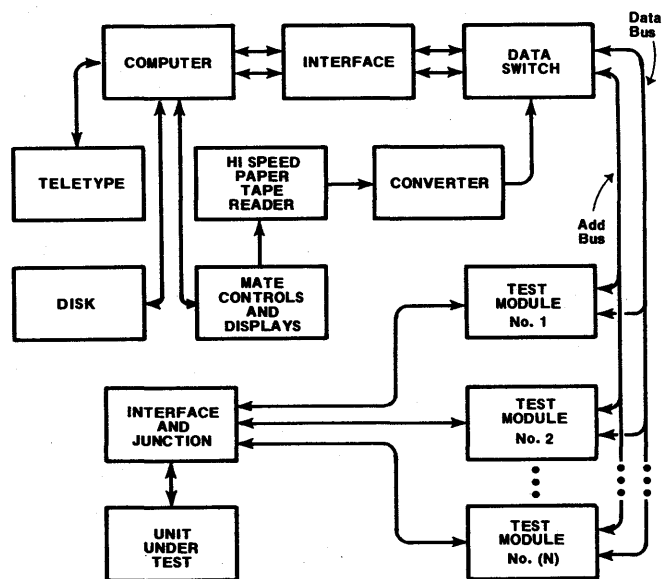 Data
Bus
COMPUTER
INTERFACE
DATA
SWITCH
TELETYPE
HI SPEED
PAPER
TAPE
READER
CONVERTER
Add
Bus
DISK
MATE
CONTROLS
AND
DISPLAYS
TEST
MODULE
No. 1
INTERFACE
AND
JUNCTION
TEST
MODULE
No. 2
UNIT
UNDER
TEST
TEST
MODULE
No. (N)